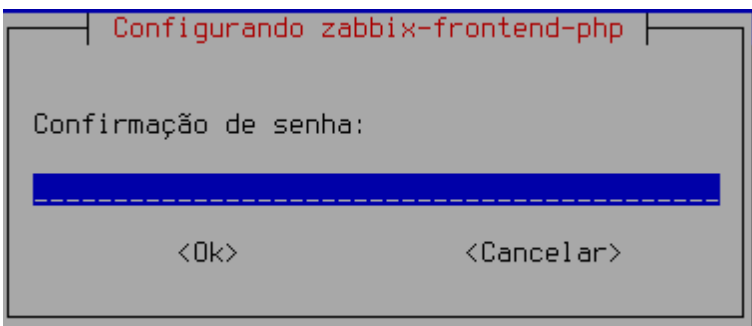 Configurando zabbix-frontend-php
Confirmação de senha:
<Ok> <Cancelar>